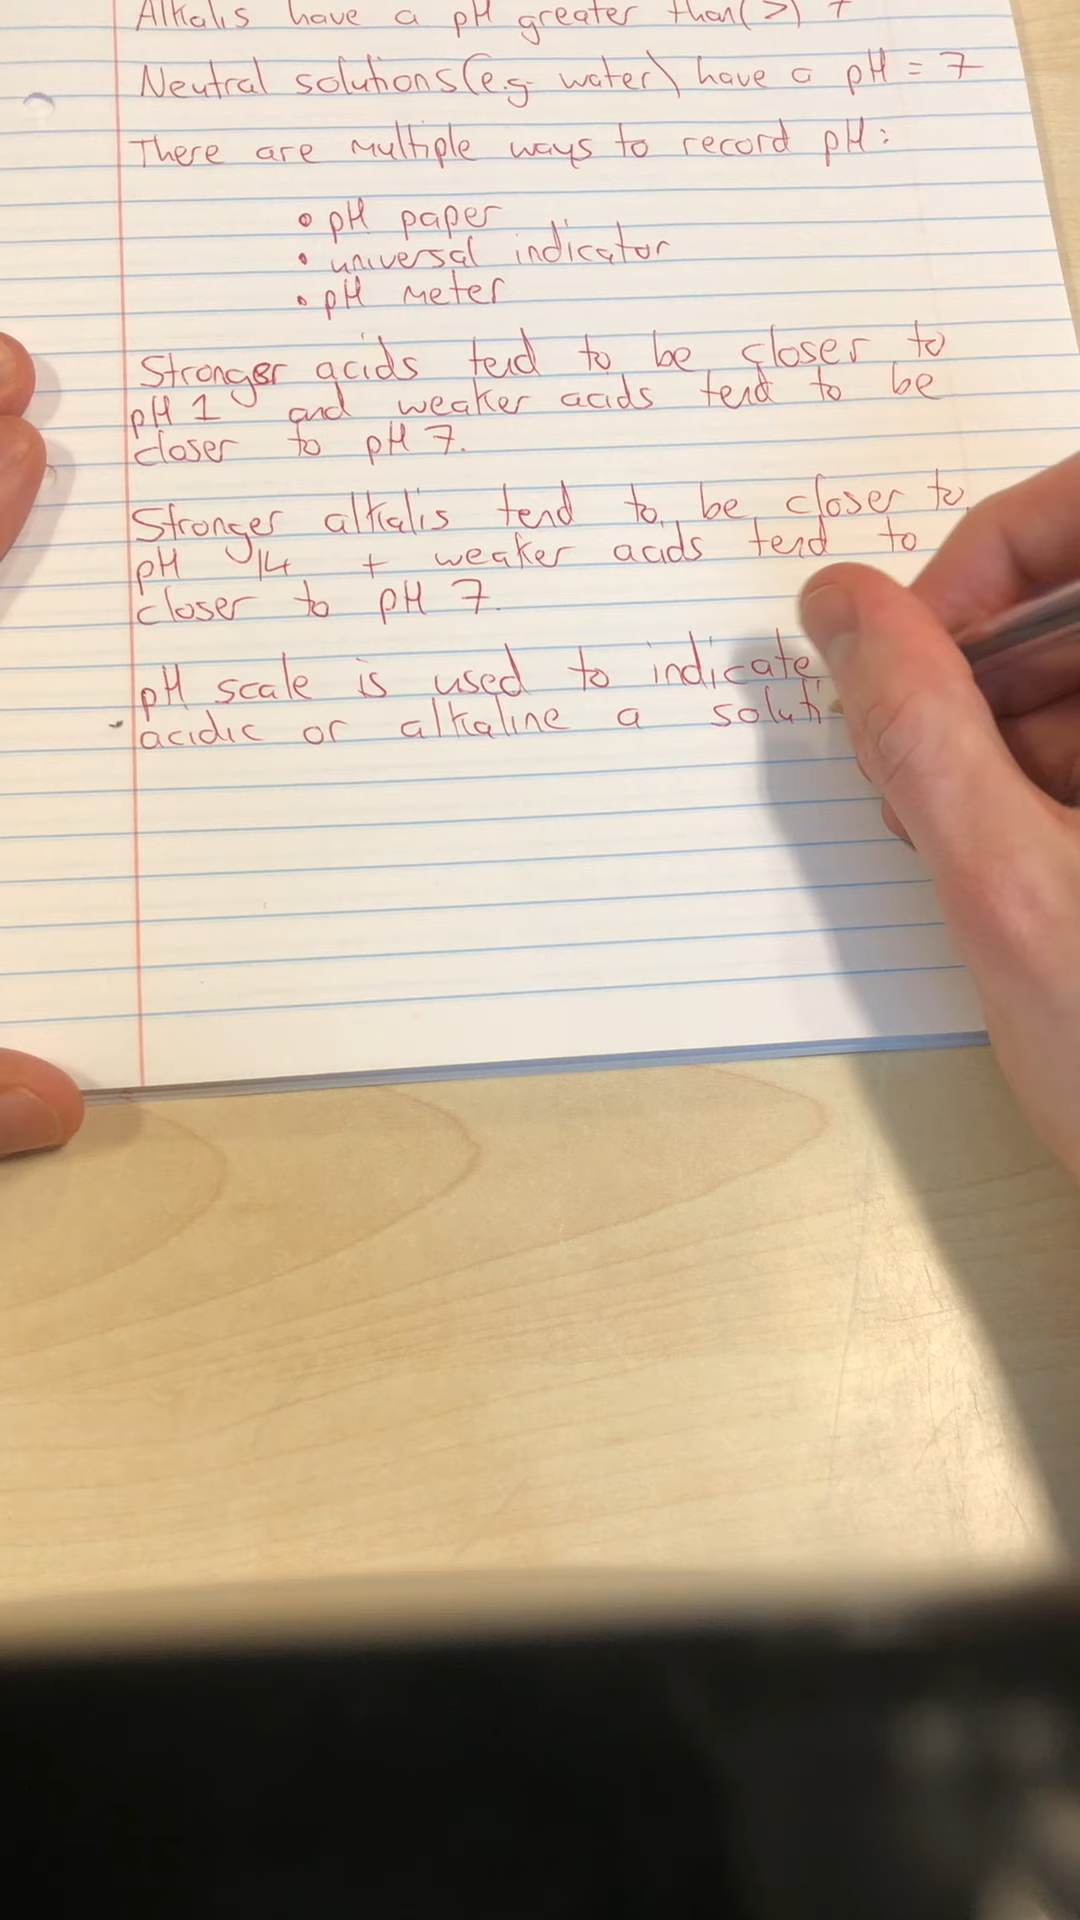 Alkalis have a pH greater than (>) 7
Neutral solutions (e.g. water) have a pH = 7
There are multiple ways to record pH:
• pH paper
• universal indicator
• pH meter
Stronger acids tend to be closer to
pH 1 and weaker acids tend to be
closer to pH 7.
Stronger alkalis tend to be closer to
pH 14 + weaker acids tend to
closer to pH 7.
pH scale is used to indicate
acidic or alkaline a soluti